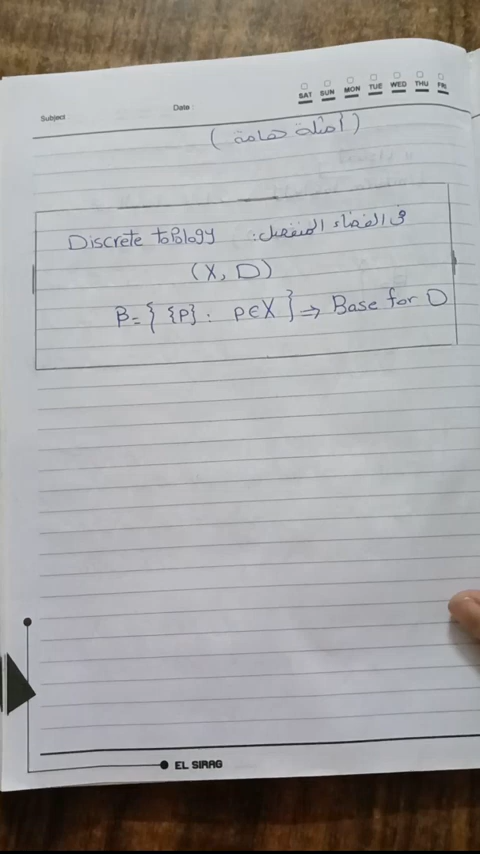 SAT SUN MON TUE WED THU FRI
Subject
Date :
( أمثلة هامة )
Discrete topology في الفضاء المنفصل:
(X, D)
β = { {P} : P∈X } ⇒ Base for D
EL SIRAG